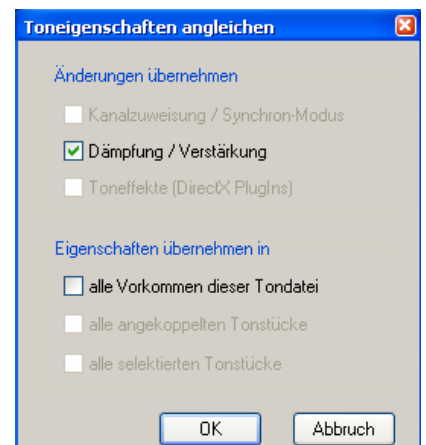 Toneigenschaften angleichen
Änderungen übernehmen
Kanalzuweisung / Synchron-Modus
Dämpfung / Verstärkung
Toneffekte (DirectX PlugIns)
Eigenschaften übernehmen in
alle Vorkommen dieser Tondatei
alle angekoppelten Tonstücke
alle selektierten Tonstücke
OK Abbruch